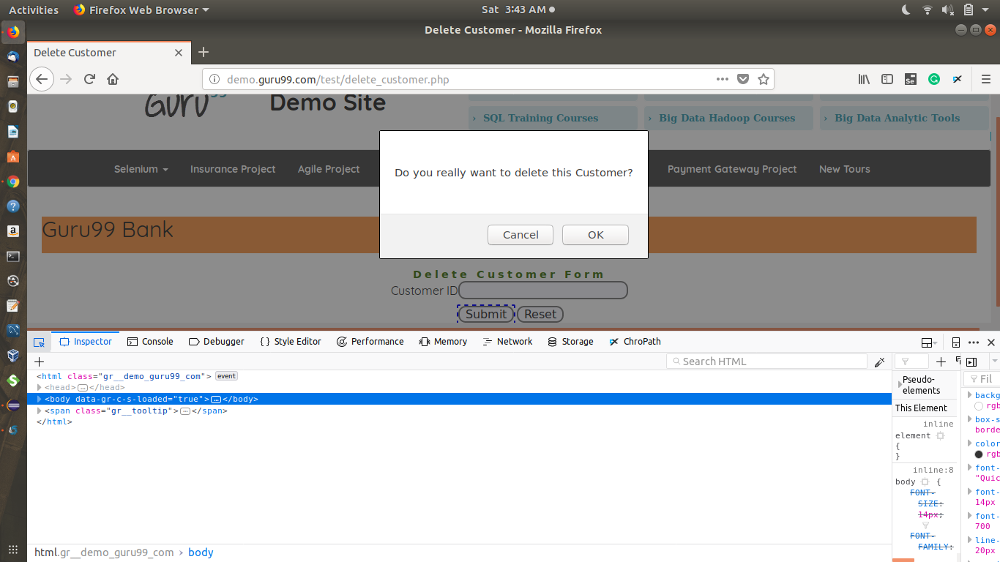 Activities Firefox Web Browser Sat 3:43 AM
Delete Customer - Mozilla Firefox
Delete Customer
demo.guru99.com/test/delete_customer.php
Guru99 Demo Site
› SQL Training Courses › Big Data Hadoop Courses › Big Data Analytic Tools
Selenium Insurance Project Agile Project Payment Gateway Project New Tours
Do you really want to delete this Customer?
Cancel OK
Guru99 Bank
Delete Customer Form
Customer ID
Submit Reset
Inspector Console Debugger { } Style Editor Performance Memory Network Storage ChroPath
Search HTML
<html class="gr__demo_guru99_com"> event
<head>…</head>
<body data-gr-c-s-loaded="true">…</body>
<span class="gr__tooltip">…</span>
</html>
Pseudo-
elements
This Element
inline
element
{
}
inline:8
body {
FONT-
SIZE:
14px;
FONT-
FAMILY:
Fil
backg
rgb
box-s
borde
color
rgb
font-
"Quic
font-
14px
font-
700
line-
20px
html.gr__demo_guru99_com › body